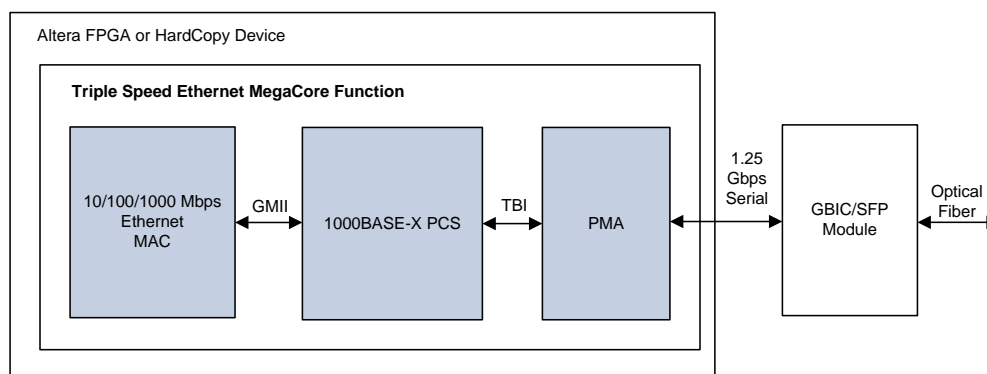 Altera FPGA or HardCopy Device
Triple Speed Ethernet MegaCore Function
10/100/1000 Mbps
Ethernet
MAC
GMII
1000BASE-X PCS
TBI
PMA
1.25
Gbps
Serial
GBIC/SFP
Module
Optical
Fiber